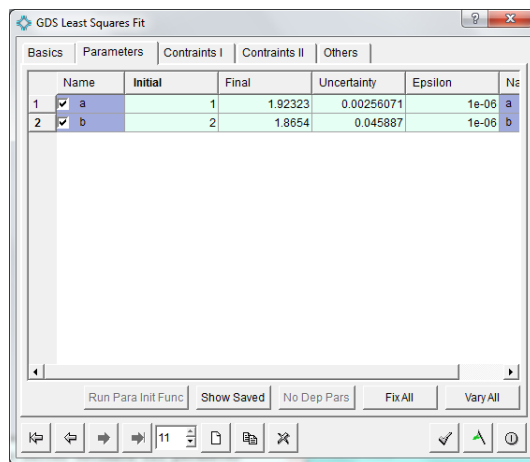 GDS Least Squares Fit
Basics Parameters Contraints I Contraints II Others
Name Initial Final Uncertainty Epsilon Na
1 a 1 1.92323 0.00256071 1e-06 a
2 b 2 1.8654 0.045887 1e-06 b
Run Para Init Func Show Saved No Dep Pars Fix All Vary All
11